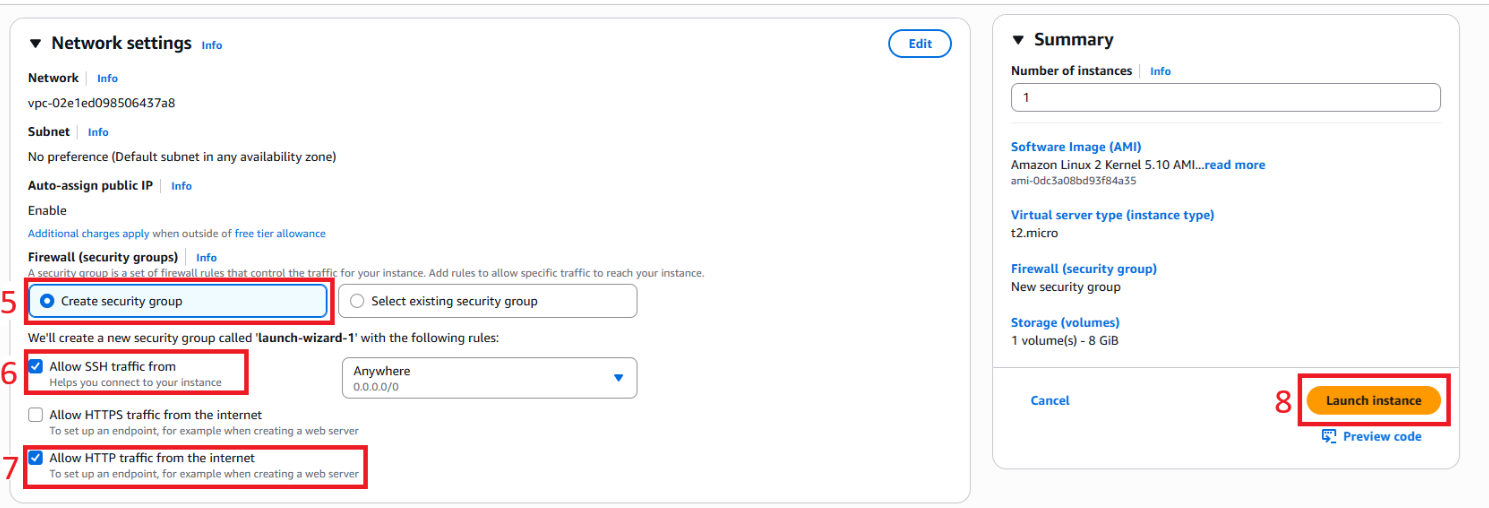 ▼ Network settings Info
Edit
Network Info
vpc-02e1ed098506437a8
Subnet Info
No preference (Default subnet in any availability zone)
Auto-assign public IP Info
Enable
Additional charges apply when outside of free tier allowance
Firewall (security groups) Info
A security group is a set of firewall rules that control the traffic for your instance. Add rules to allow specific traffic to reach your instance.
5
Create security group
Select existing security group
We'll create a new security group called 'launch-wizard-1' with the following rules:
6
Allow SSH traffic from
Helps you connect to your instance
Anywhere
0.0.0.0/0
Allow HTTPS traffic from the internet
To set up an endpoint, for example when creating a web server
7
Allow HTTP traffic from the internet
To set up an endpoint, for example when creating a web server
▼ Summary
Number of instances Info
1
Software Image (AMI)
Amazon Linux 2 Kernel 5.10 AMI...read more
ami-0dc3a08bd93f84a35
Virtual server type (instance type)
t2.micro
Firewall (security group)
New security group
Storage (volumes)
1 volume(s) - 8 GiB
Cancel
8
Launch instance
Preview code